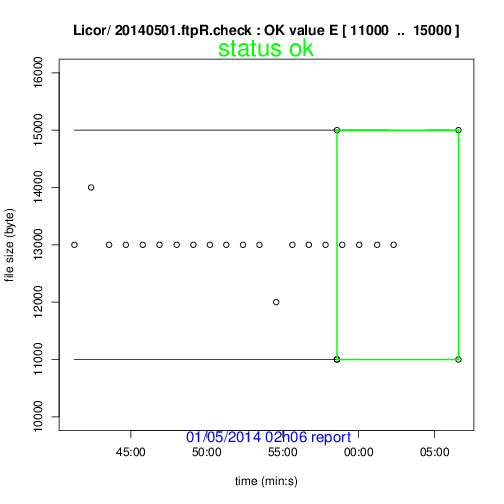 Licor/ 20140501.ftpR.check : OK value E [ 11000  ..  15000 ]
status ok
file size (byte)
16000
15000
14000
13000
12000
11000
10000
01/05/2014 02h06 report
45:00 50:00 55:00 00:00 05:00
time (min:s)